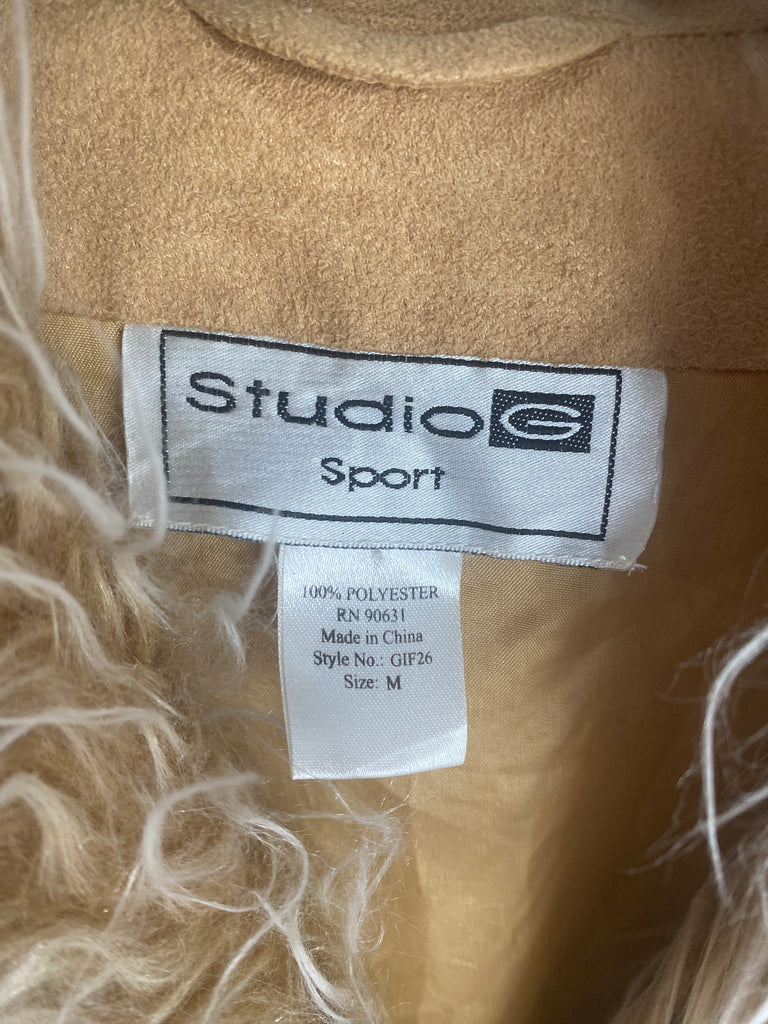 Studio G
Sport
100% POLYESTER
RN 90631
Made in China
Style No.: GIF26
Size: M